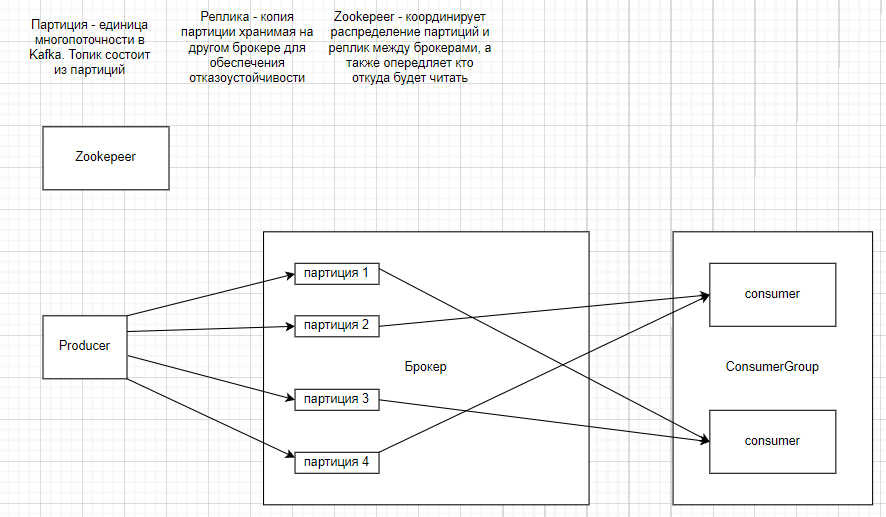 Партиция - единица
многопоточности в
Kafka. Топик состоит
из партиций
Реплика - копия
партиции хранимая на
другом брокере для
обеспечения
отказоустойчивости
Zookepeer - координирует
распределение партиций и
реплик между брокерами, а
также опередляет кто
откуда будет читать
Zookepeer
Producer
партиция 1
партиция 2
партиция 3
партиция 4
Брокер
consumer
ConsumerGroup
consumer